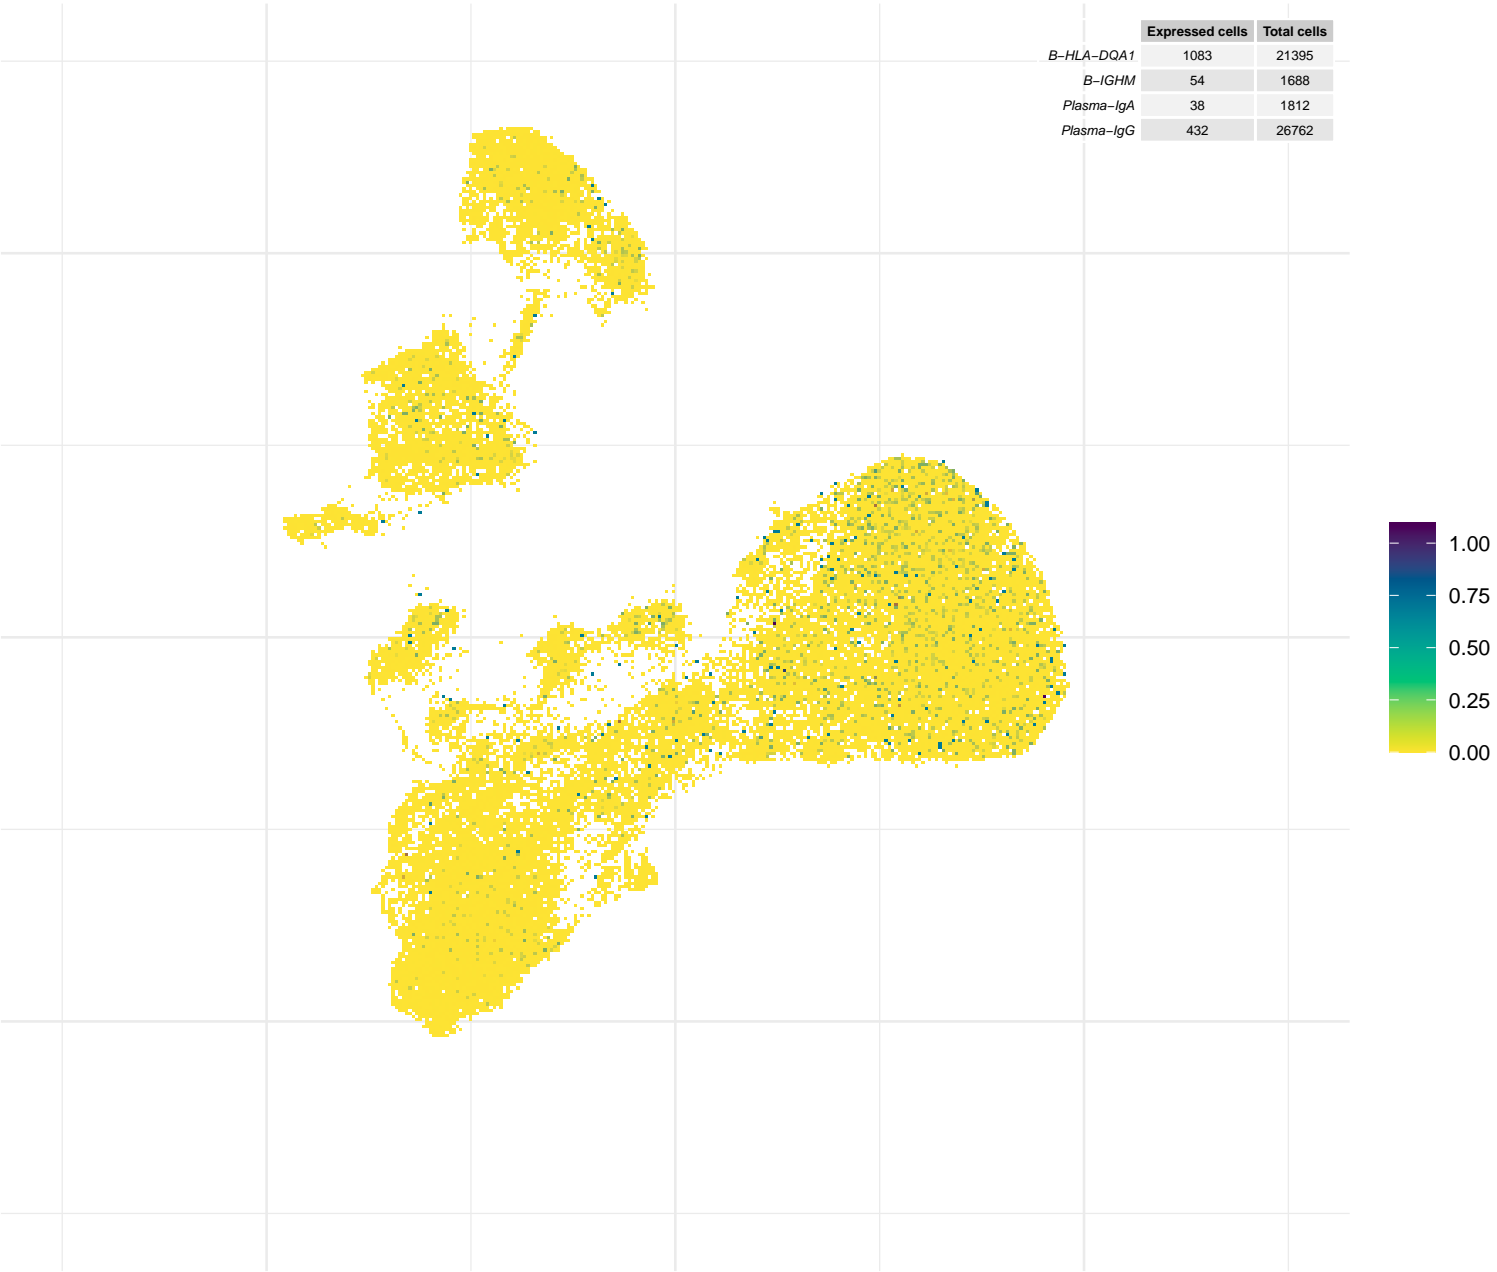 Expressed cells Total cells
B−HLA−DQA1 1083 21395
B−IGHM 54 1688
Plasma−IgA 38 1812
Plasma−IgG 432 26762
1.00
0.75
0.50
0.25
0.00